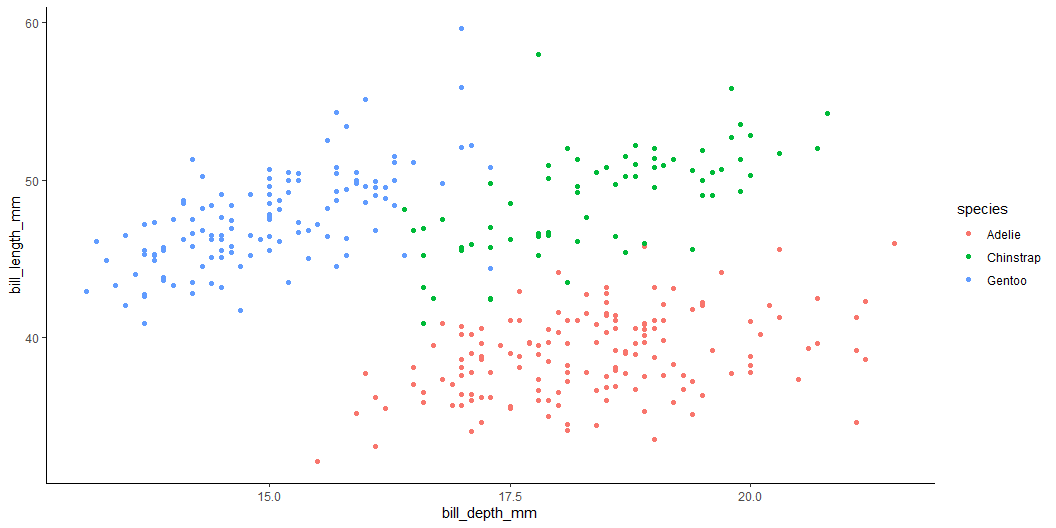 60
50
40
bill_length_mm
15.0
17.5
20.0
bill_depth_mm
species
Adelie
Chinstrap
Gentoo